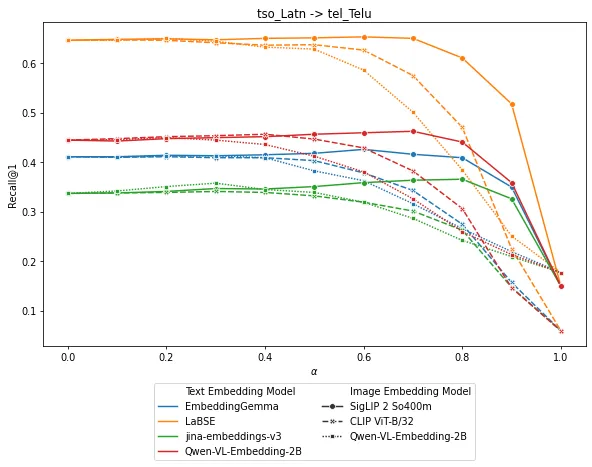 tso_Latn -> tel_Telu
Recall@1
0.6
0.5
0.4
0.3
0.2
0.1
0.0 0.2 0.4 0.6 0.8 1.0
α
Text Embedding Model Image Embedding Model
EmbeddingGemma SigLIP 2 So400m
LaBSE CLIP ViT-B/32
jina-embeddings-v3 Qwen-VL-Embedding-2B
Qwen-VL-Embedding-2B